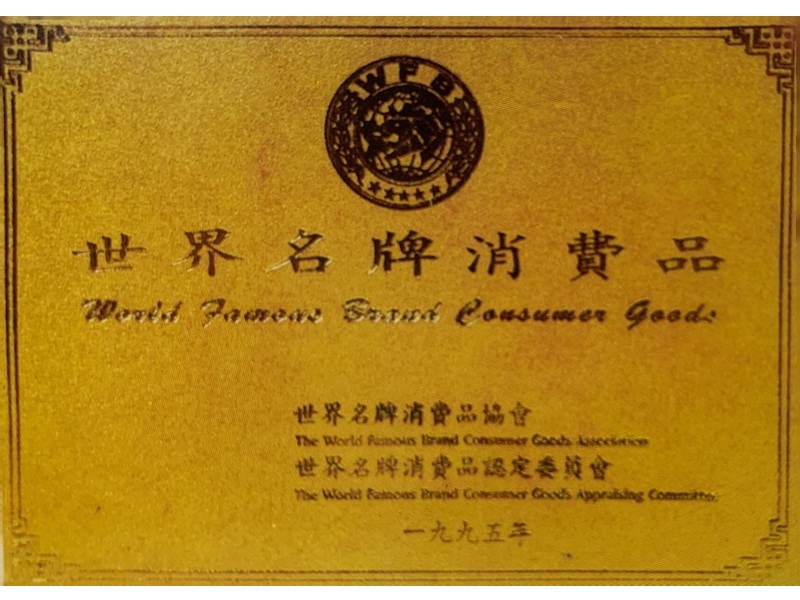 WFB
世界名牌消費品
World Famous Brand Consumer Goods
世界名牌消費品協會
The World Famous Brand Consumer Goods Association
世界名牌消費品認定委員會
The World Famous Brand Consumer Goods Appraising Committee
一九九五年